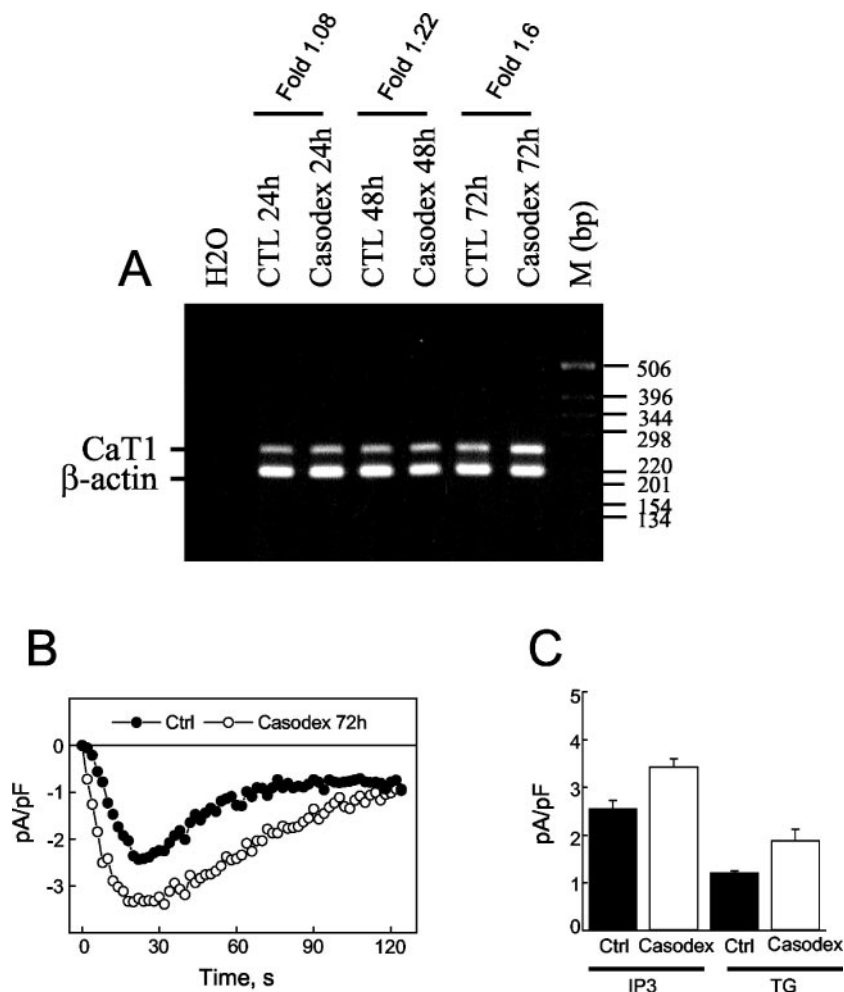 Fold 1.08
Fold 1.22
Fold 1.6
H2O
CTL 24h
Casodex 24h
CTL 48h
Casodex 48h
CTL 72h
Casodex 72h
M (bp)
A
CaT1
β-actin
506
396
344
298
220
201
154
134
B
Ctrl
Casodex 72h
pA/pF
0
-1
-2
-3
0
30
60
90
120
Time, s
C
pA/pF
5
4
3
2
1
0
Ctrl Casodex Ctrl Casodex
IP3 TG